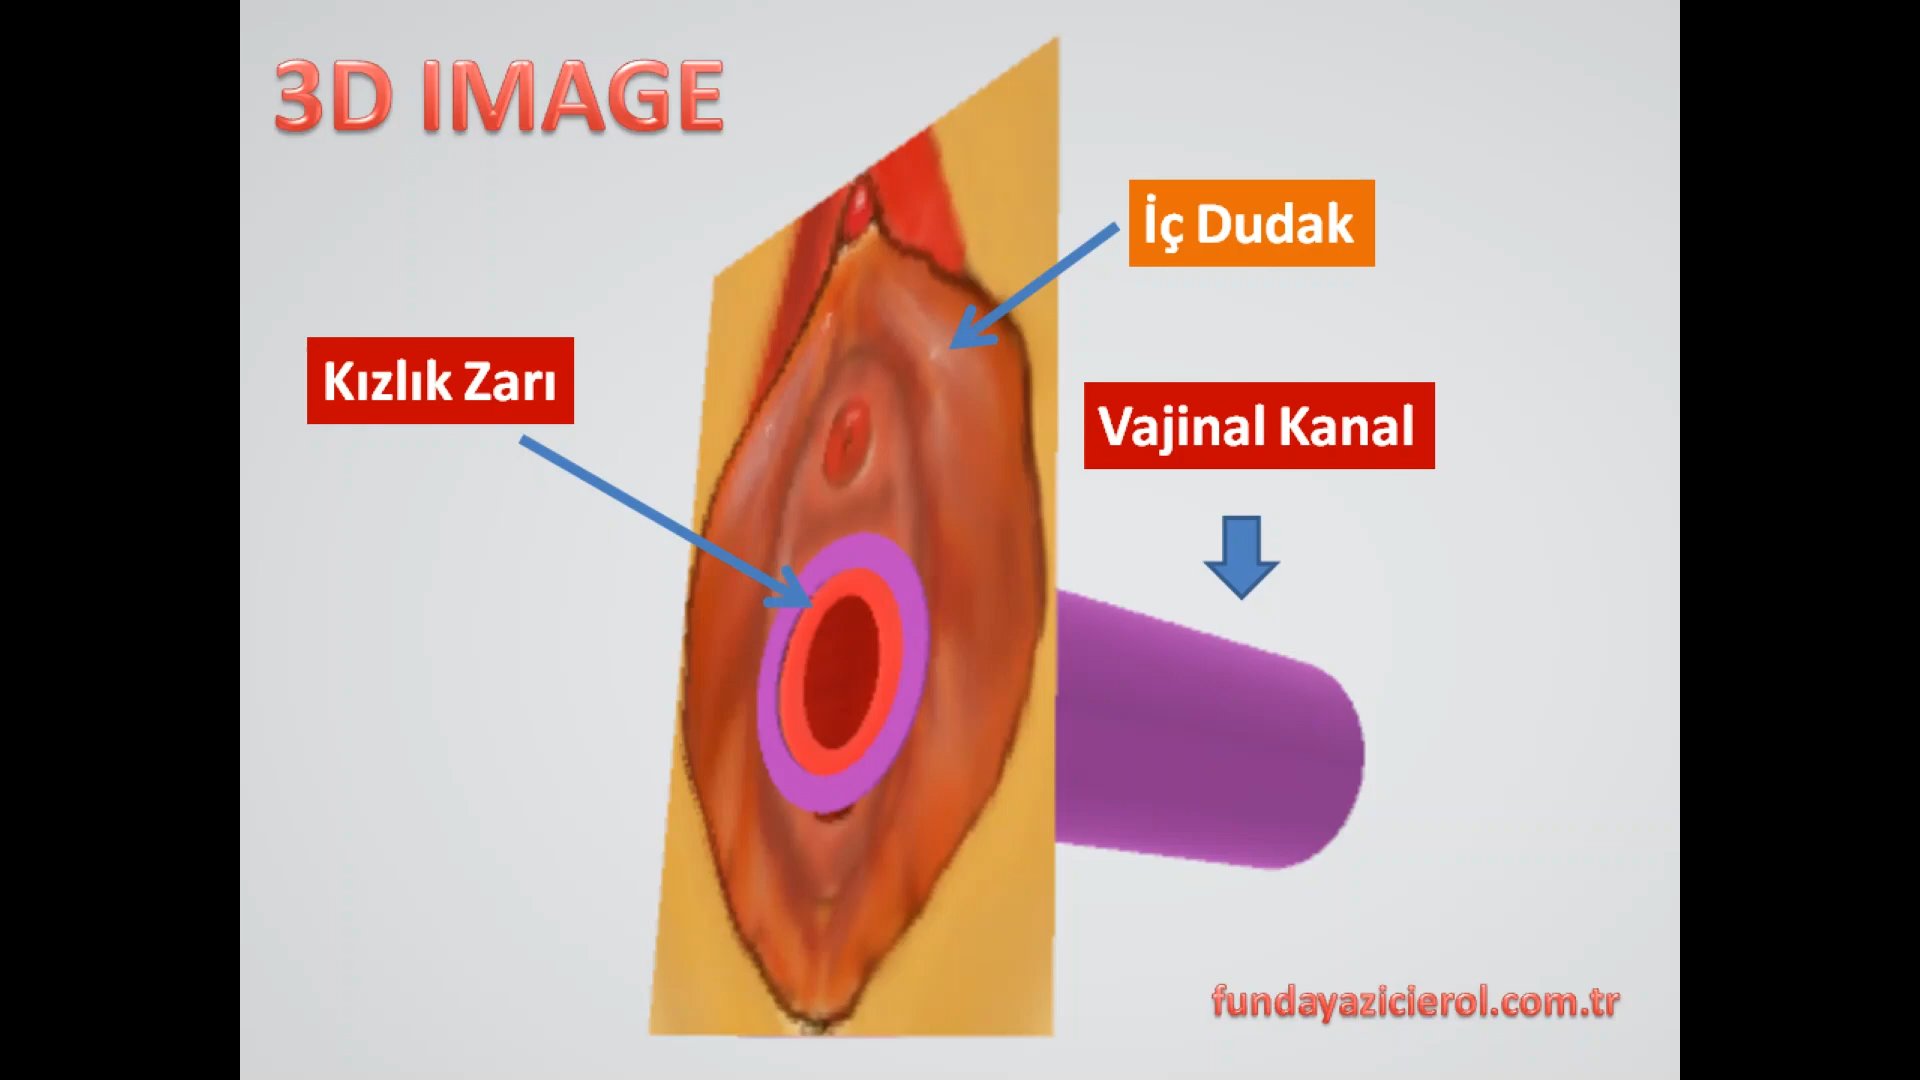 3D IMAGE
İç Dudak
Kızlık Zarı
Vajinal Kanal
fundayazicierol.com.tr